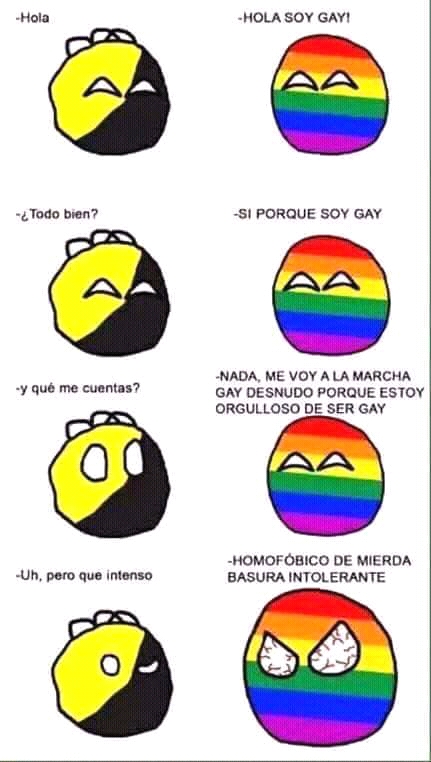 -Hola
-HOLA SOY GAY!
-¿Todo bien?
-SI PORQUE SOY GAY
-y qué me cuentas?
-NADA, ME VOY A LA MARCHA
GAY DESNUDO PORQUE ESTOY
ORGULLOSO DE SER GAY
-Uh, pero que intenso
-HOMOFÓBICO DE MIERDA
BASURA INTOLERANTE